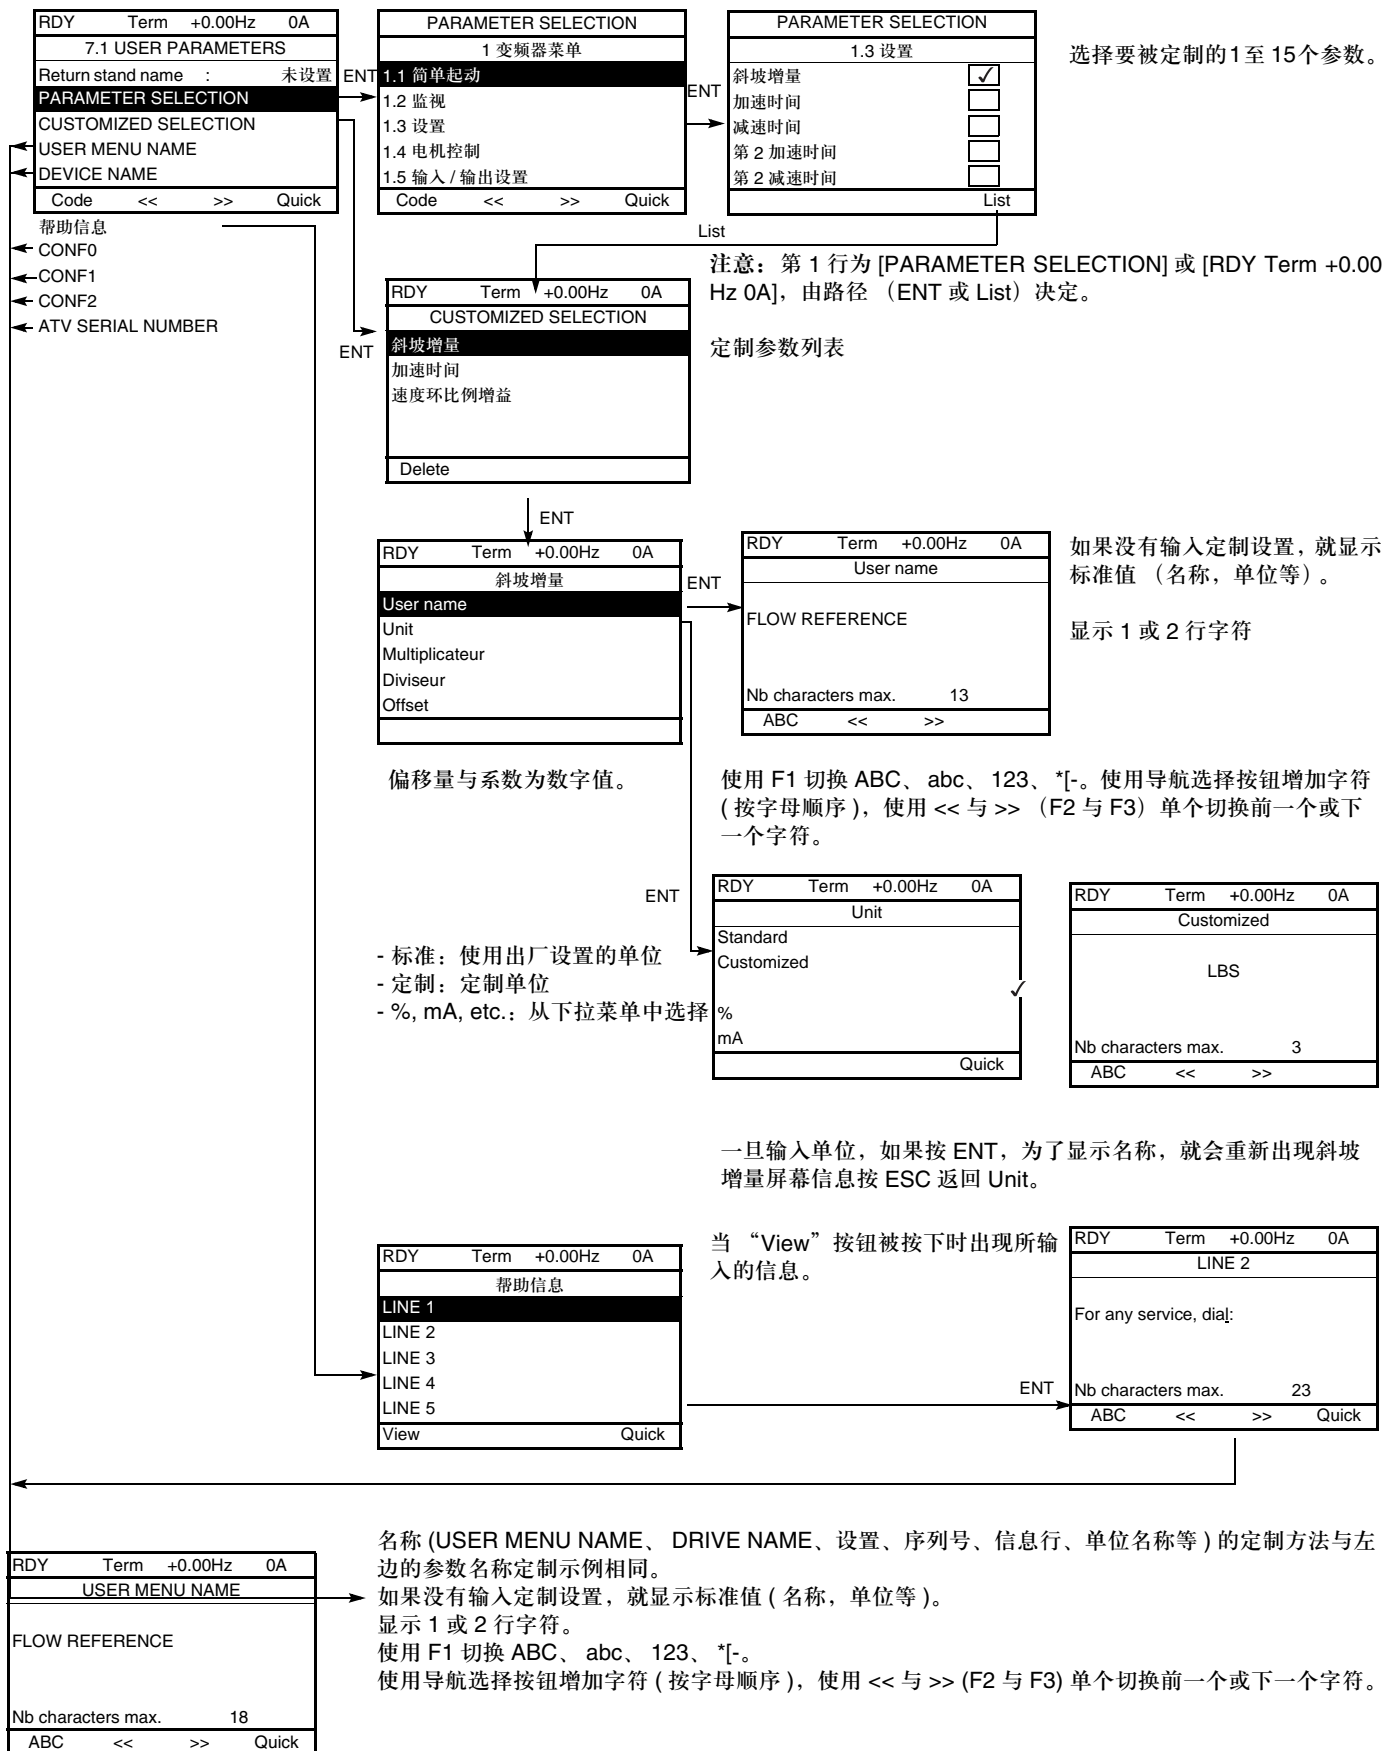 RDY Term +0.00Hz 0A
7.1 USER PARAMETERS
Return stand name : 未设置
PARAMETER SELECTION
CUSTOMIZED SELECTION
USER MENU NAME
DEVICE NAME
Code << >> Quick
帮助信息
CONF0
CONF1
CONF2
ATV SERIAL NUMBER
ENT
PARAMETER SELECTION
1 变频器菜单
1.1 简单起动
1.2 监视
1.3 设置
1.4 电机控制
1.5 输入 / 输出设置
Code << >> Quick
ENT
PARAMETER SELECTION
1.3 设置
斜坡增量 ✓
加速时间
减速时间
第 2 加速时间
第 2 减速时间
List
选择要被定制的1至 15个参数。
List
注意：第 1 行为 [PARAMETER SELECTION] 或 [RDY Term +0.00
Hz 0A]，由路径 （ENT 或 List）决定。
ENT
RDY Term +0.00Hz 0A
CUSTOMIZED SELECTION
斜坡增量
加速时间
速度环比例增益
Delete
定制参数列表
ENT
RDY Term +0.00Hz 0A
斜坡增量
User name
Unit
Multiplicateur
Diviseur
Offset
ENT
RDY Term +0.00Hz 0A
User name
FLOW REFERENCE
Nb characters max. 13
ABC << >>
如果没有输入定制设置，就显示
标准值 （名称，单位等）。
显示 1 或 2 行字符
偏移量与系数为数字值。
使用 F1 切换 ABC、 abc、 123、 *[-。使用导航选择按钮增加字符
( 按字母顺序 )，使用 << 与 >> （F2 与 F3）单个切换前一个或下
一个字符。
ENT
- 标准：使用出厂设置的单位
- 定制：定制单位
- %, mA, etc.：从下拉菜单中选择
RDY Term +0.00Hz 0A
Unit
Standard
Customized
✓
%
mA
Quick
RDY Term +0.00Hz 0A
Customized
LBS
Nb characters max. 3
ABC << >>
一旦输入单位，如果按 ENT，为了显示名称，就会重新出现斜坡
增量屏幕信息按 ESC 返回 Unit。
RDY Term +0.00Hz 0A
帮助信息
LINE 1
LINE 2
LINE 3
LINE 4
LINE 5
View Quick
当 “View”按钮被按下时出现所输
入的信息。
ENT
RDY Term +0.00Hz 0A
LINE 2
For any service, dial:
Nb characters max. 23
ABC << >> Quick
RDY Term +0.00Hz 0A
USER MENU NAME
FLOW REFERENCE
Nb characters max. 18
ABC << >> Quick
名称 (USER MENU NAME、 DRIVE NAME、设置、序列号、信息行、单位名称等 ) 的定制方法与左
边的参数名称定制示例相同。
如果没有输入定制设置，就显示标准值 ( 名称，单位等 )。
显示 1 或 2 行字符。
使用 F1 切换 ABC、 abc、 123、 *[-。
使用导航选择按钮增加字符 ( 按字母顺序 )，使用 << 与 >> (F2 与 F3) 单个切换前一个或下一个字符。